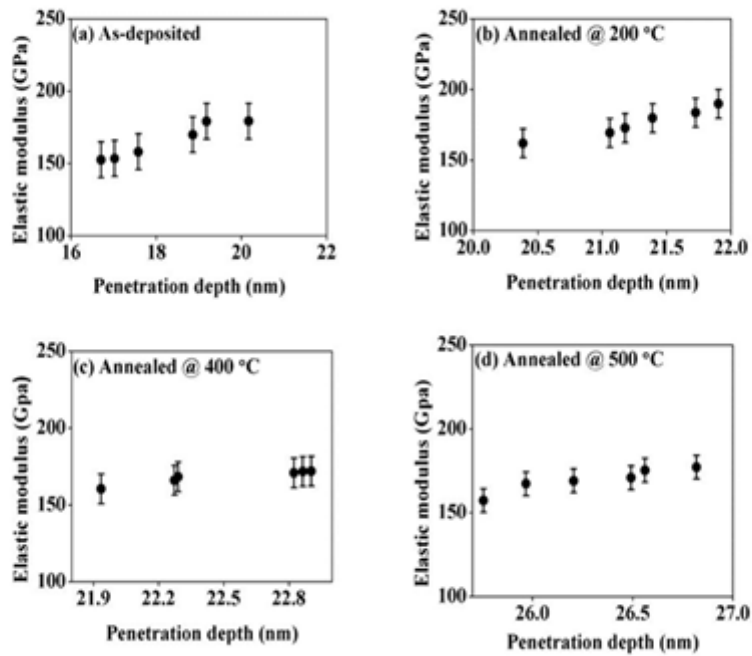 (a) As-deposited
250
200
150
100
Elastic modulus (GPa)
16 18 20 22
Penetration depth (nm)
(b) Annealed @ 200 °C
250
200
150
100
Elastic modulus (GPa)
20.0 20.5 21.0 21.5 22.0
Penetration depth (nm)
(c) Annealed @ 400 °C
250
200
150
100
Elastic modulus (Gpa)
21.9 22.2 22.5 22.8
Penetration depth (nm)
(d) Annealed @ 500 °C
250
200
150
100
Elastic modulus (Gpa)
26.0 26.5 27.0
Penetration depth (nm)